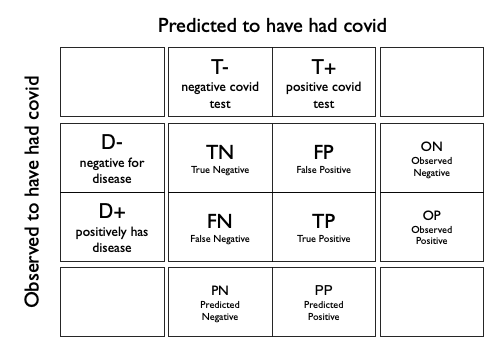 Predicted to have had covid
Observed to have had covid
T-
negative covid
test
T+
positive covid
test
D-
negative for
disease
TN
True Negative
FP
False Positive
ON
Observed
Negative
D+
positively has
disease
FN
False Negative
TP
True Positive
OP
Observed
Positive
PN
Predicted
Negative
PP
Predicted
Positive